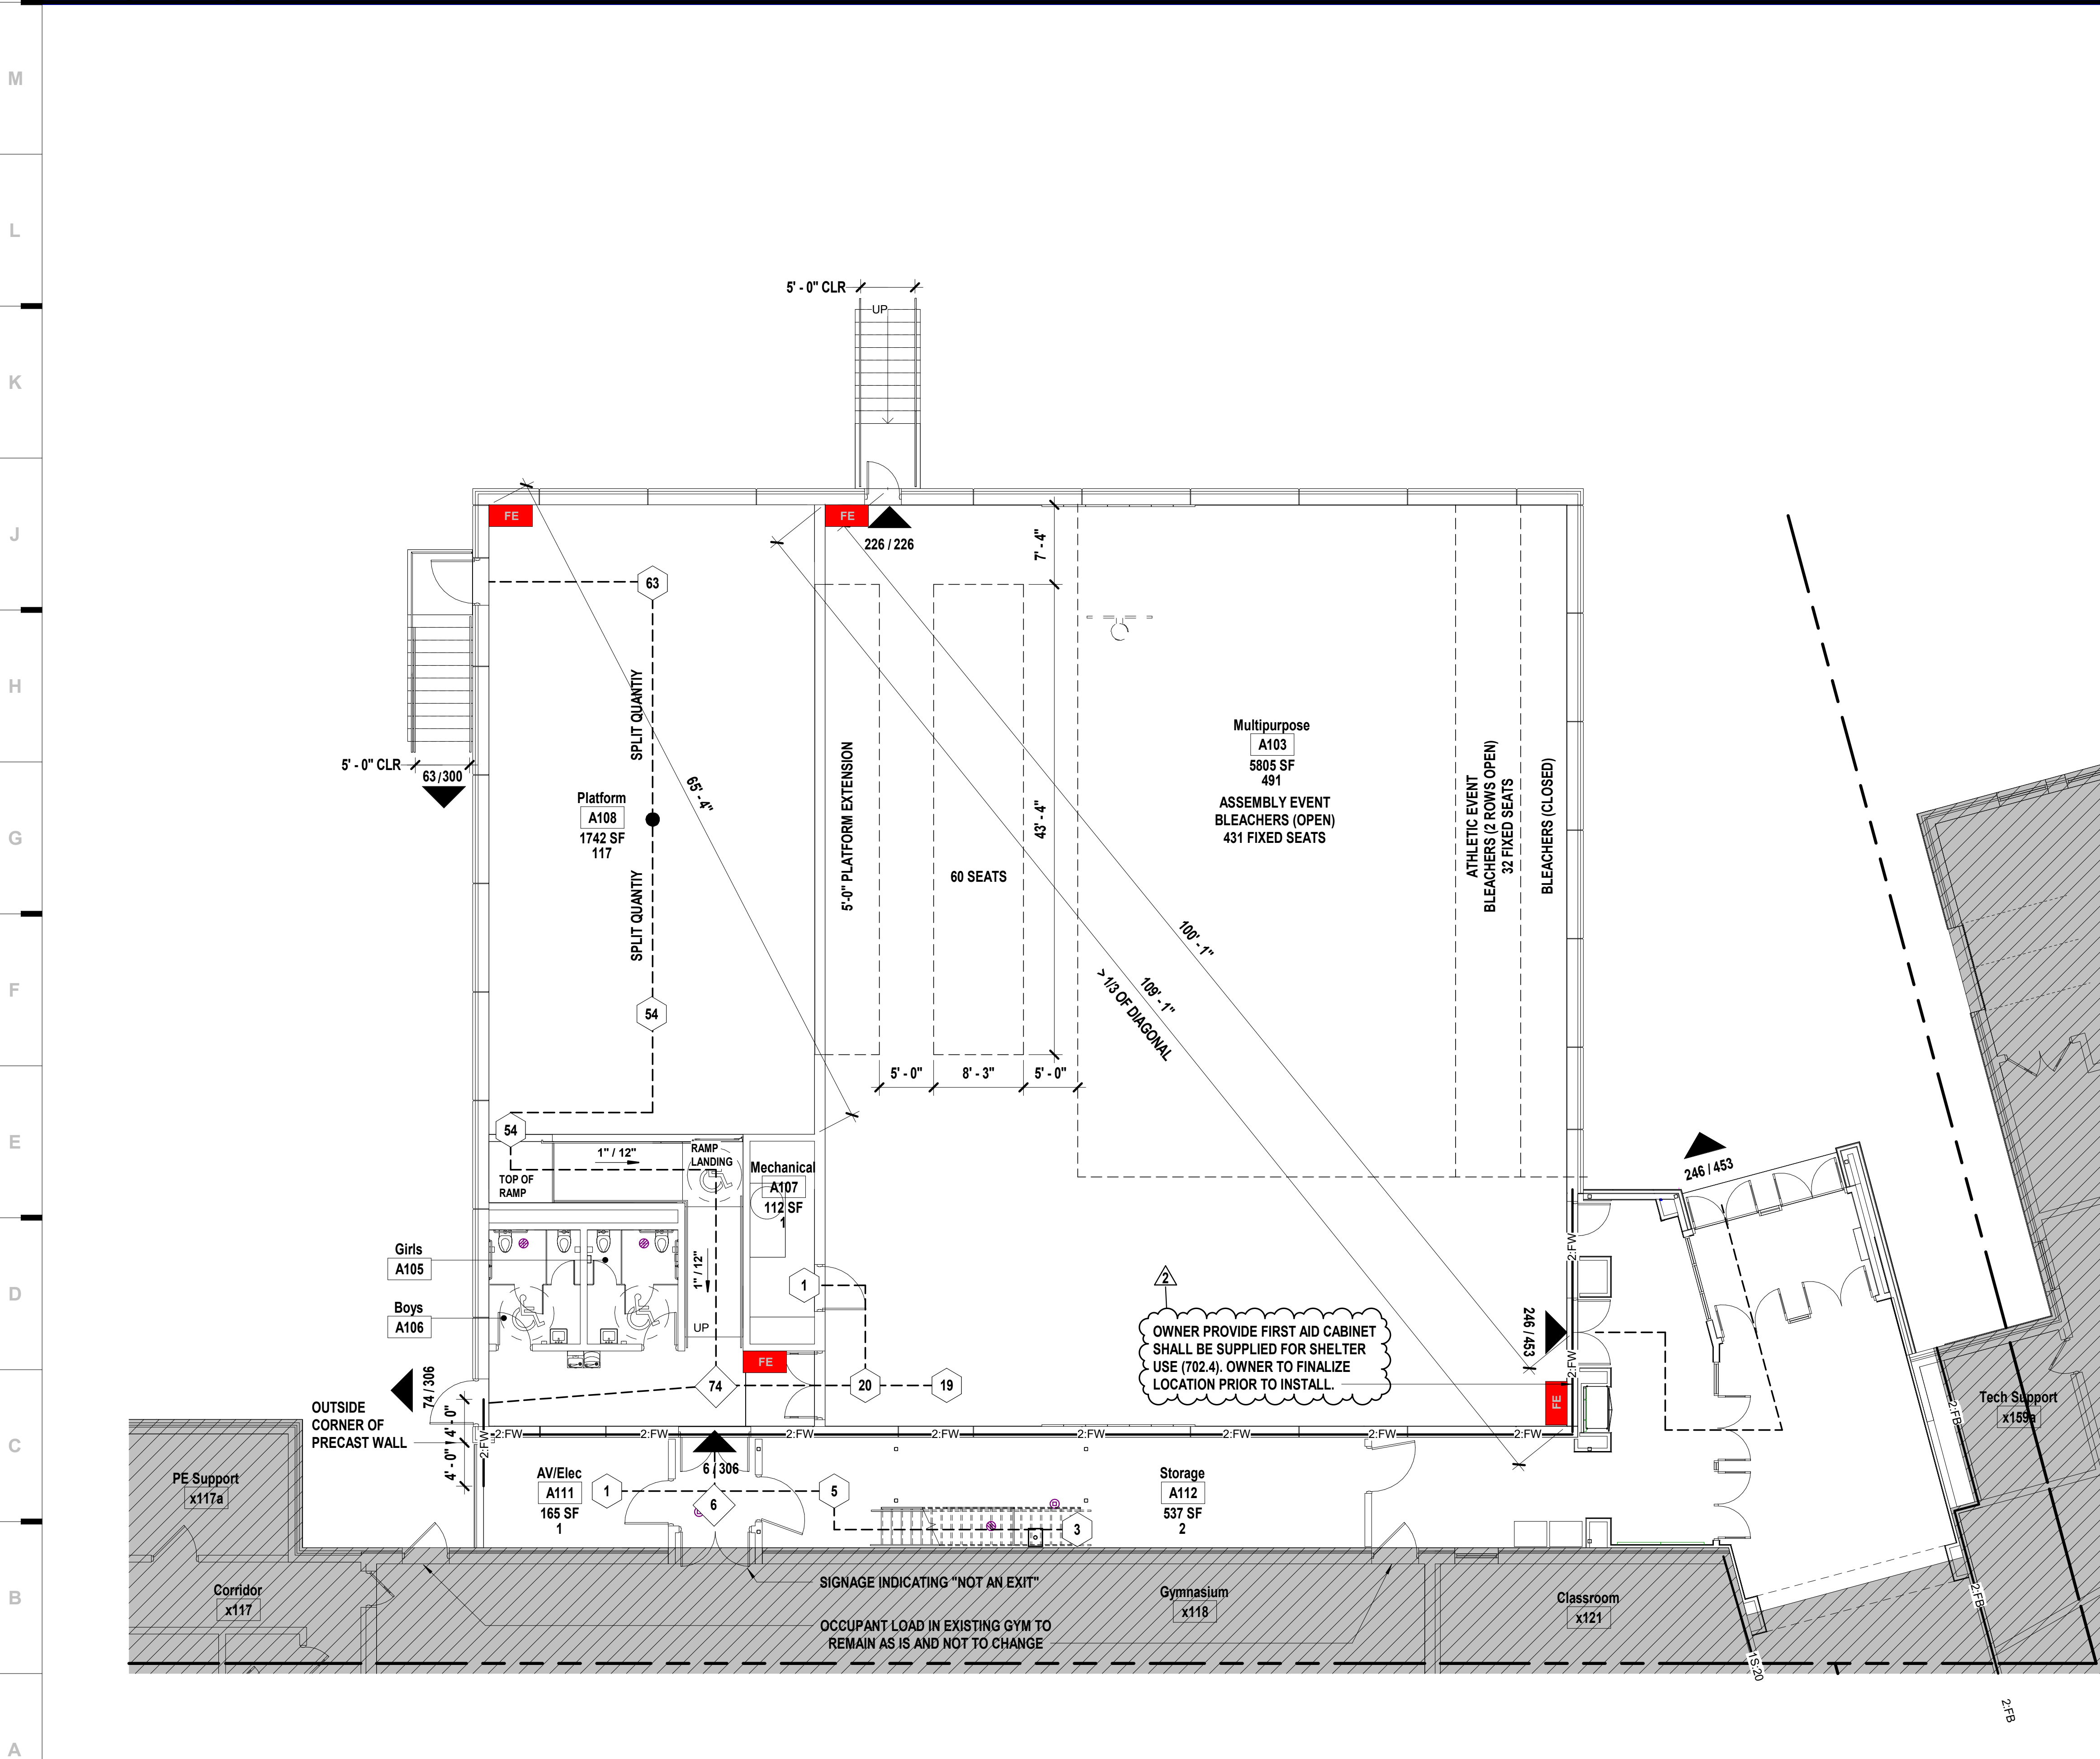 M
L
K
J
H
G
F
E
D
C
B
A
5' - 0" CLR
UP
FE
FE
226 / 226
7' - 4"
63
SPLIT QUANTIY
5' - 0" CLR
63 / 300
65' - 4"
Platform
A108
1742 SF
117
SPLIT QUANTIY
54
5'-0" PLATFORM EXTENSION
60 SEATS
43' - 4"
5' - 0"
8' - 3"
5' - 0"
Multipurpose
A103
5805 SF
491
ASSEMBLY EVENT
BLEACHERS (OPEN)
431 FIXED SEATS
100' - 1"
109' - 1"
> 1/3 OF DIAGONAL
ATHLETIC EVENT
BLEACHERS (2 ROWS OPEN)
32 FIXED SEATS
BLEACHERS (CLOSED)
54
1" / 12"
RAMP
LANDING
TOP OF
RAMP
Mechanical
A107
112 SF
1
1" / 12"
UP
Girls
A105
Boys
A106
1
FE
74
20
19
2
OWNER PROVIDE FIRST AID CABINET
SHALL BE SUPPLIED FOR SHELTER
USE (702.4). OWNER TO FINALIZE
LOCATION PRIOR TO INSTALL.
FE
246 / 453
246 / 453
2:FW
2:FW
74 / 306
OUTSIDE
CORNER OF
PRECAST WALL
4' - 0"
4' - 0"
2:FW
2:FW
2:FW
2:FW
2:FW
2:FW
2:FW
2:FW
2:FW
6 / 306
AV/Elec
A111
165 SF
1
1
6
5
3
Storage
A112
537 SF
2
PE Support
x117a
Corridor
x117
SIGNAGE INDICATING "NOT AN EXIT"
OCCUPANT LOAD IN EXISTING GYM TO
REMAIN AS IS AND NOT TO CHANGE
Gymnasium
x118
Classroom
x121
Tech Support
x159a
2:FB
2:FB
1S:20
2:FB